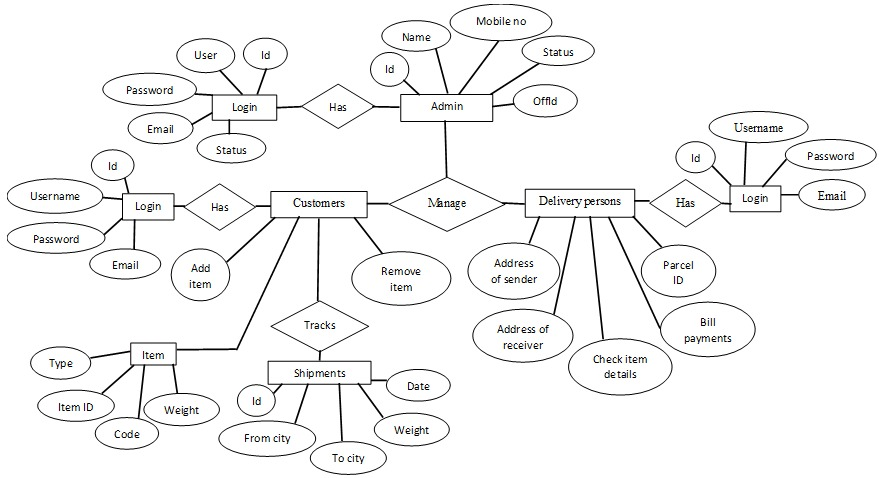 Mobile no
Name
Status
User
Id
Id
Password
Login
Has
Admin
OffId
Email
Status
Username
Id
Password
Id
Username
Login
Has
Customers
Manage
Delivery persons
Has
Login
Email
Password
Email
Add
item
Remove
item
Address
of sender
Parcel
ID
Tracks
Address of
receiver
Bill
payments
Type
Item
Shipments
Check item
details
Date
Item ID
Weight
Id
Code
From city
Weight
To city